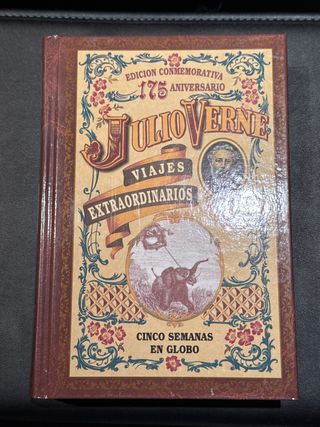 EDICION CONMEMORATIVA
175 ANIVERSARIO
JULIO VERNE
VIAJES
EXTRAORDINARIOS
CINCO SEMANAS
EN GLOBO